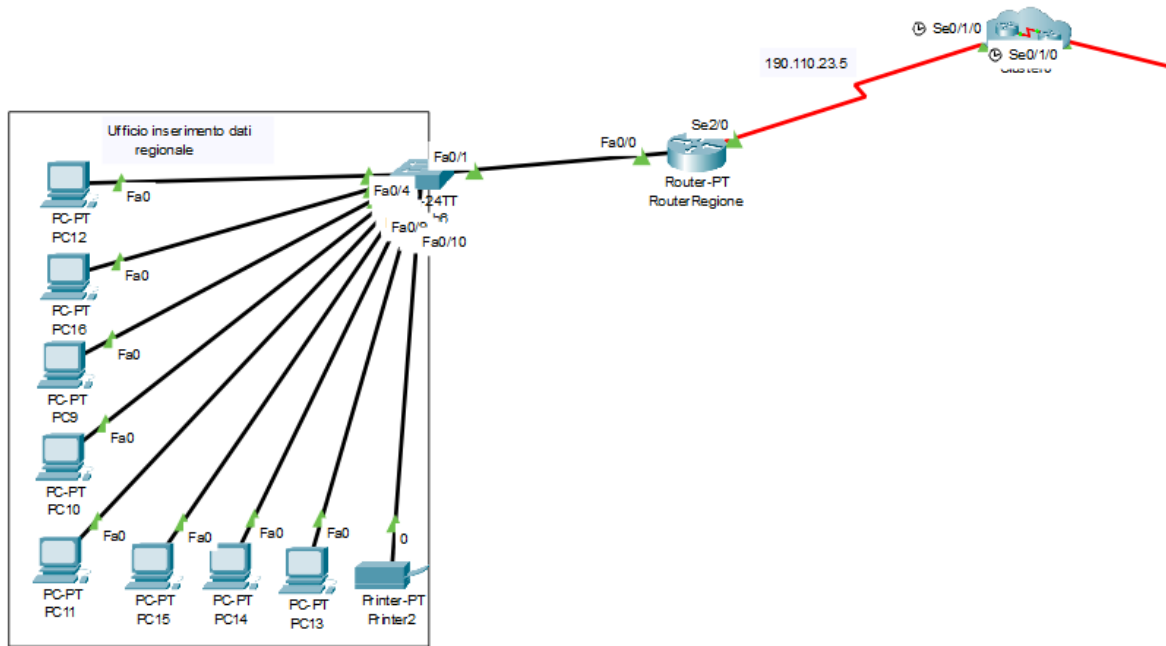 Se0/1/0
Se0/1/0
190.110.23.5
Ufficio inserimento dati
regionale
Fa0/1
Fa0/0
Se2/0
Router-PT
RouterRegione
Fa0
Fa0/4
-24TT
PC-PT
PC12
Fa0/10
Fa0
PC-PT
PC16
Fa0
PC-PT
PC9
Fa0
PC-PT
PC10
Fa0
Fa0
Fa0
Fa0
0
PC-PT
PC11
PC-PT
PC15
PC-PT
PC14
PC-PT
PC13
Printer-PT
Printer2